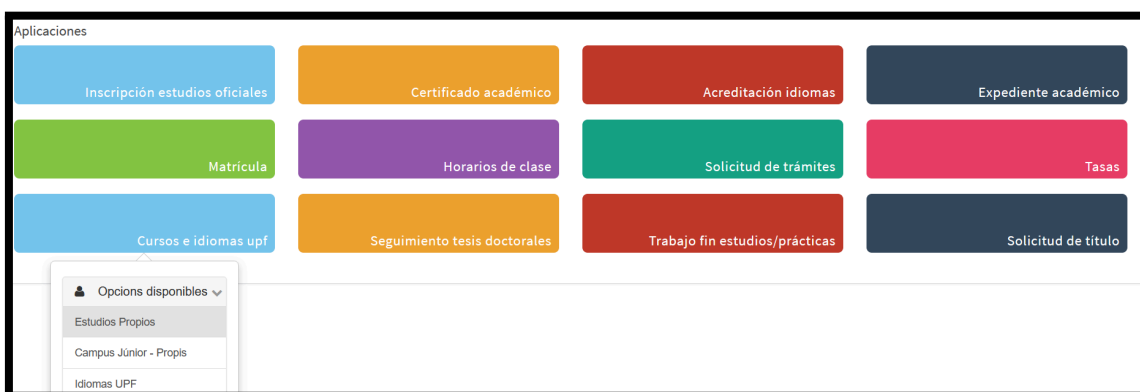 Aplicaciones
Inscripción estudios oficiales
Certificado académico
Acreditación idiomas
Expediente académico
Matrícula
Horarios de clase
Solicitud de trámites
Tasas
Cursos e idiomas upf
Seguimiento tesis doctorales
Trabajo fin estudios/prácticas
Solicitud de título
Opcions disponibles
Estudios Propios
Campus Júnior - Propis
Idiomas UPF